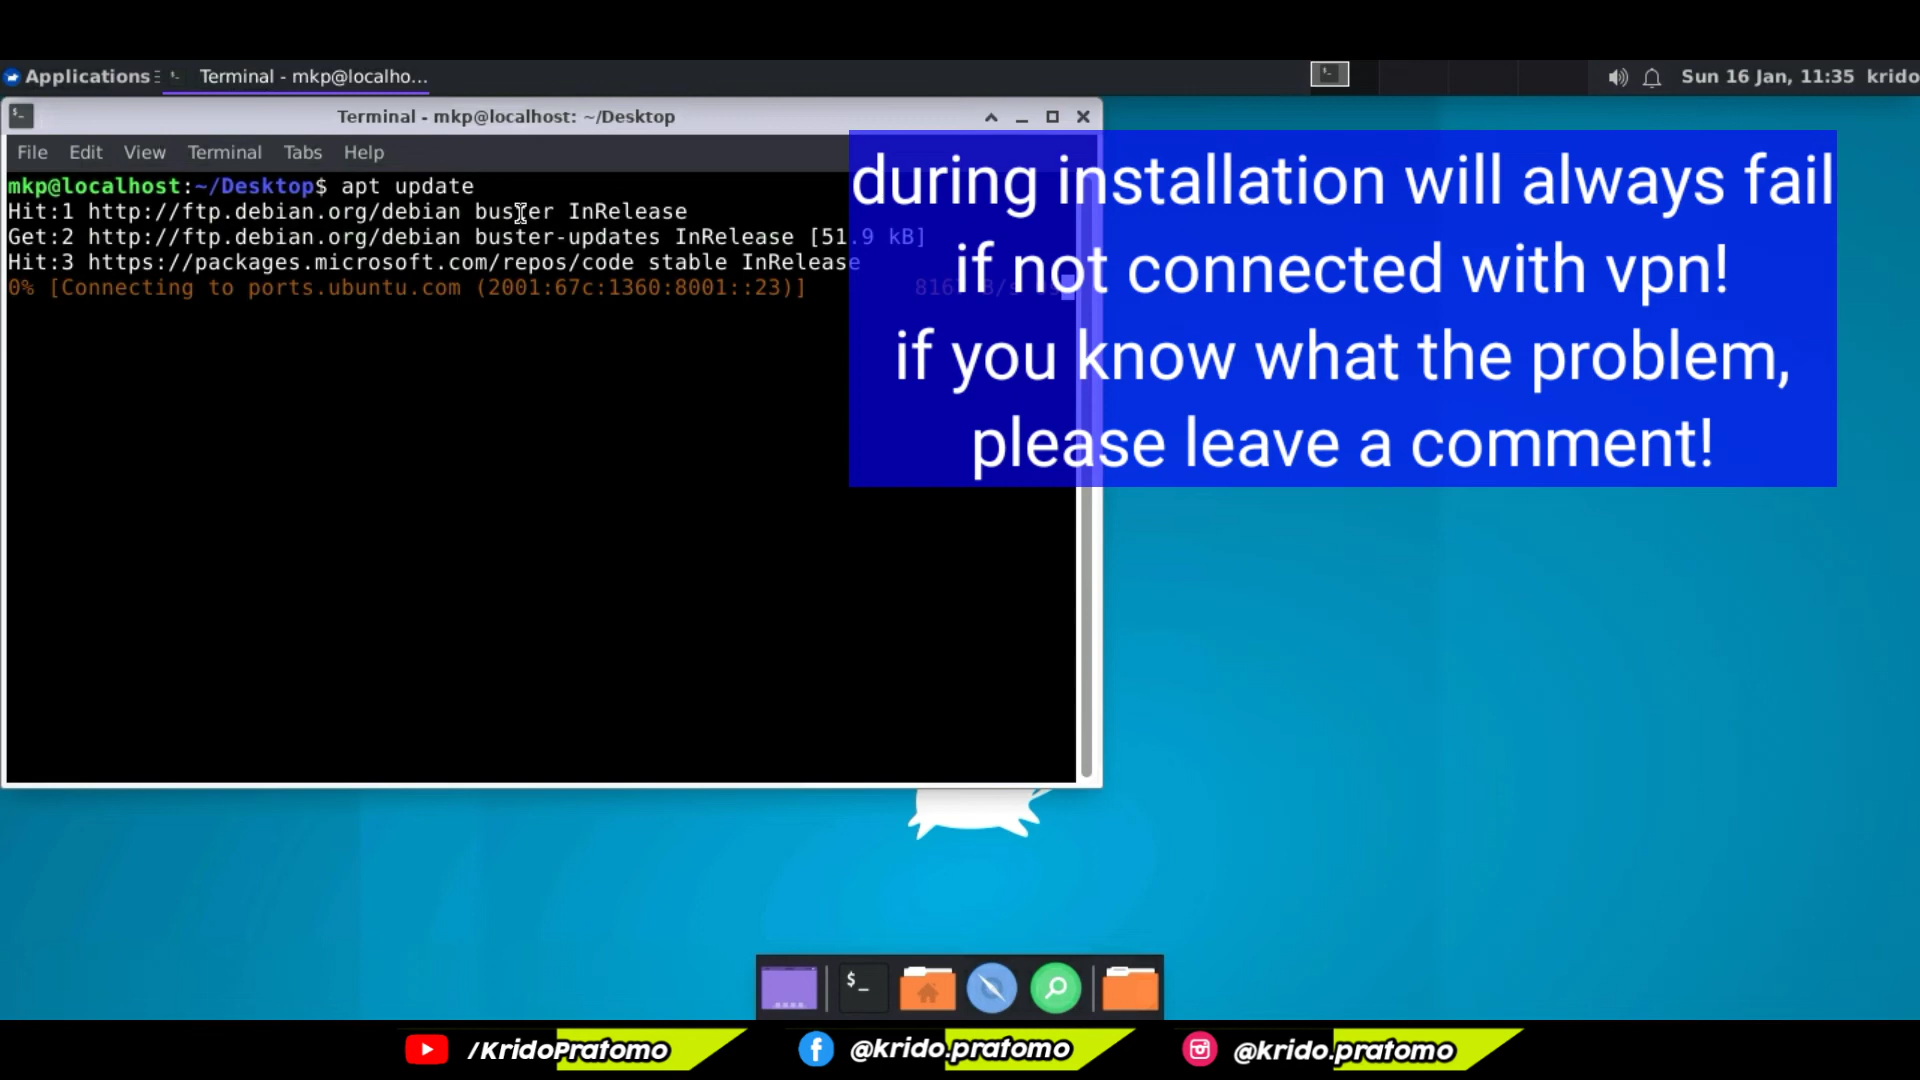 Applications
Terminal - mkp@localho...
Sun 16 Jan, 11:35 krido
Terminal - mkp@localhost: ~/Desktop
File Edit View Terminal Tabs Help
mkp@localhost:~/Desktop$ apt update
Hit:1 http://ftp.debian.org/debian buster InRelease
Get:2 http://ftp.debian.org/debian buster-updates InRelease [51.9 kB]
Hit:3 https://packages.microsoft.com/repos/code stable InRelease
0% [Connecting to ports.ubuntu.com (2001:67c:1360:8001::23)]
during installation will always fail
if not connected with vpn!
if you know what the problem,
please leave a comment!
$_
/KridoPratomo
@krido.pratomo
@krido.pratomo